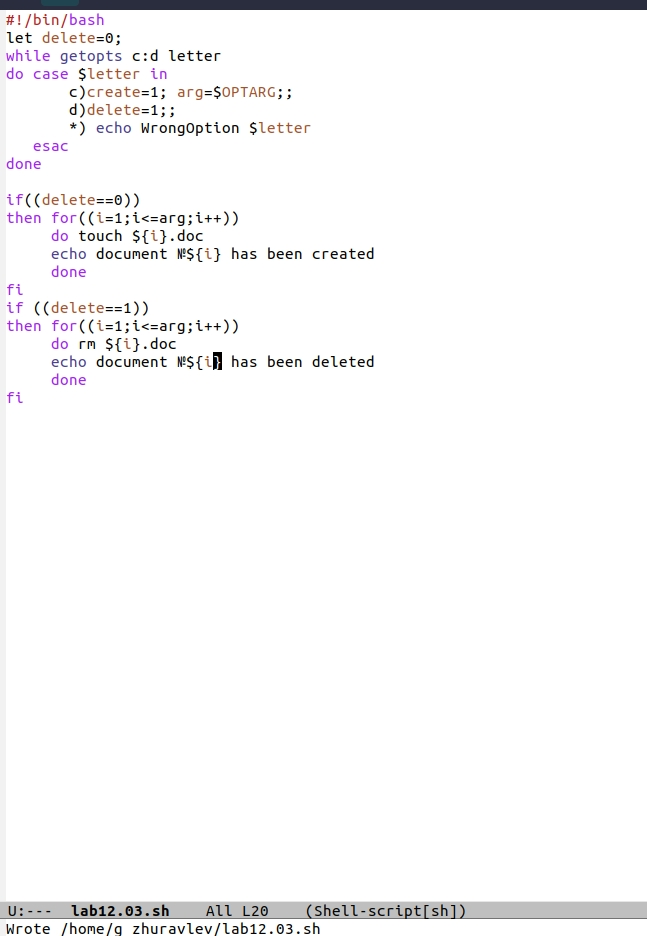 #!/bin/bash
let delete=0;
while getopts c:d letter
do case $letter in
       c)create=1; arg=$OPTARG;;
       d)delete=1;;
       *) echo WrongOption $letter
   esac
done

if((delete==0))
then for((i=1;i<=arg;i++))
     do touch ${i}.doc
     echo document №${i} has been created
     done
fi
if ((delete==1))
then for((i=1;i<=arg;i++))
     do rm ${i}.doc
     echo document №${i} has been deleted
     done
fi
U:---  lab12.03.sh    All L20    (Shell-script[sh])
Wrote /home/g_zhuravlev/lab12.03.sh